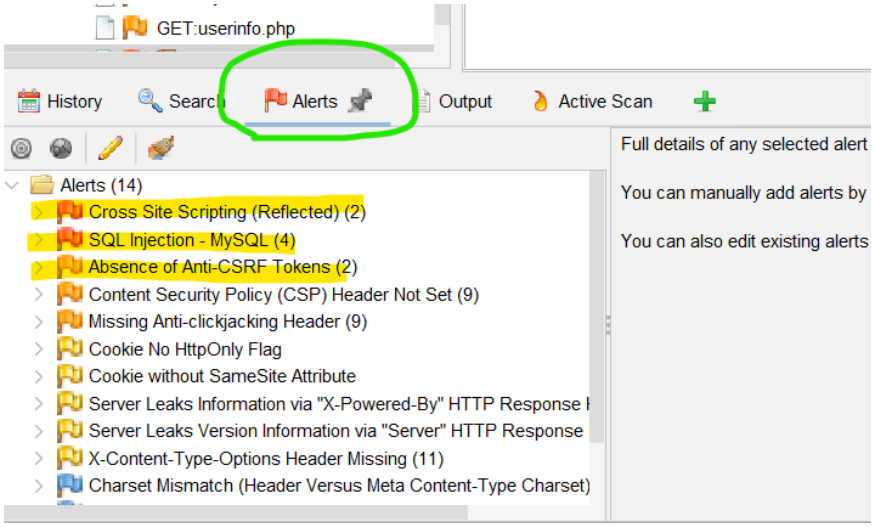 GET:userinfo.php
History Search Alerts Output Active Scan
Alerts (14)
Cross Site Scripting (Reflected) (2)
SQL Injection - MySQL (4)
Absence of Anti-CSRF Tokens (2)
Content Security Policy (CSP) Header Not Set (9)
Missing Anti-clickjacking Header (9)
Cookie No HttpOnly Flag
Cookie without SameSite Attribute
Server Leaks Information via "X-Powered-By" HTTP Response
Server Leaks Version Information via "Server" HTTP Response
X-Content-Type-Options Header Missing (11)
Charset Mismatch (Header Versus Meta Content-Type Charset)
Full details of any selected alert
You can manually add alerts by
You can also edit existing alerts